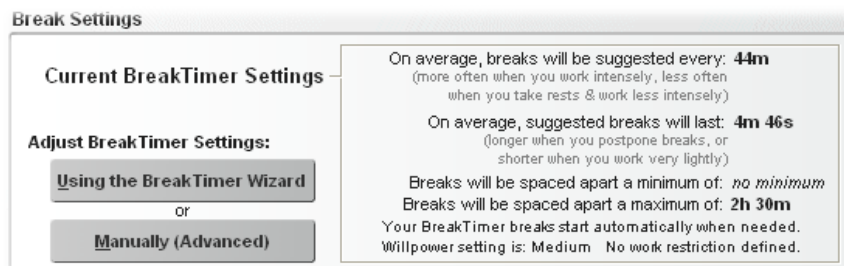 Break Settings
Current BreakTimer Settings
On average, breaks will be suggested every: 44m
(more often when you work intensely, less often
when you take rests & work less intensely)
On average, suggested breaks will last: 4m 46s
(longer when you postpone breaks, or
shorter when you work very lightly)
Breaks will be spaced apart a minimum of: no minimum
Breaks will be spaced apart a maximum of: 2h 30m
Your BreakTimer breaks start automatically when needed.
Willpower setting is: Medium No work restriction defined.
Adjust BreakTimer Settings:
Using the BreakTimer Wizard
or
Manually (Advanced)